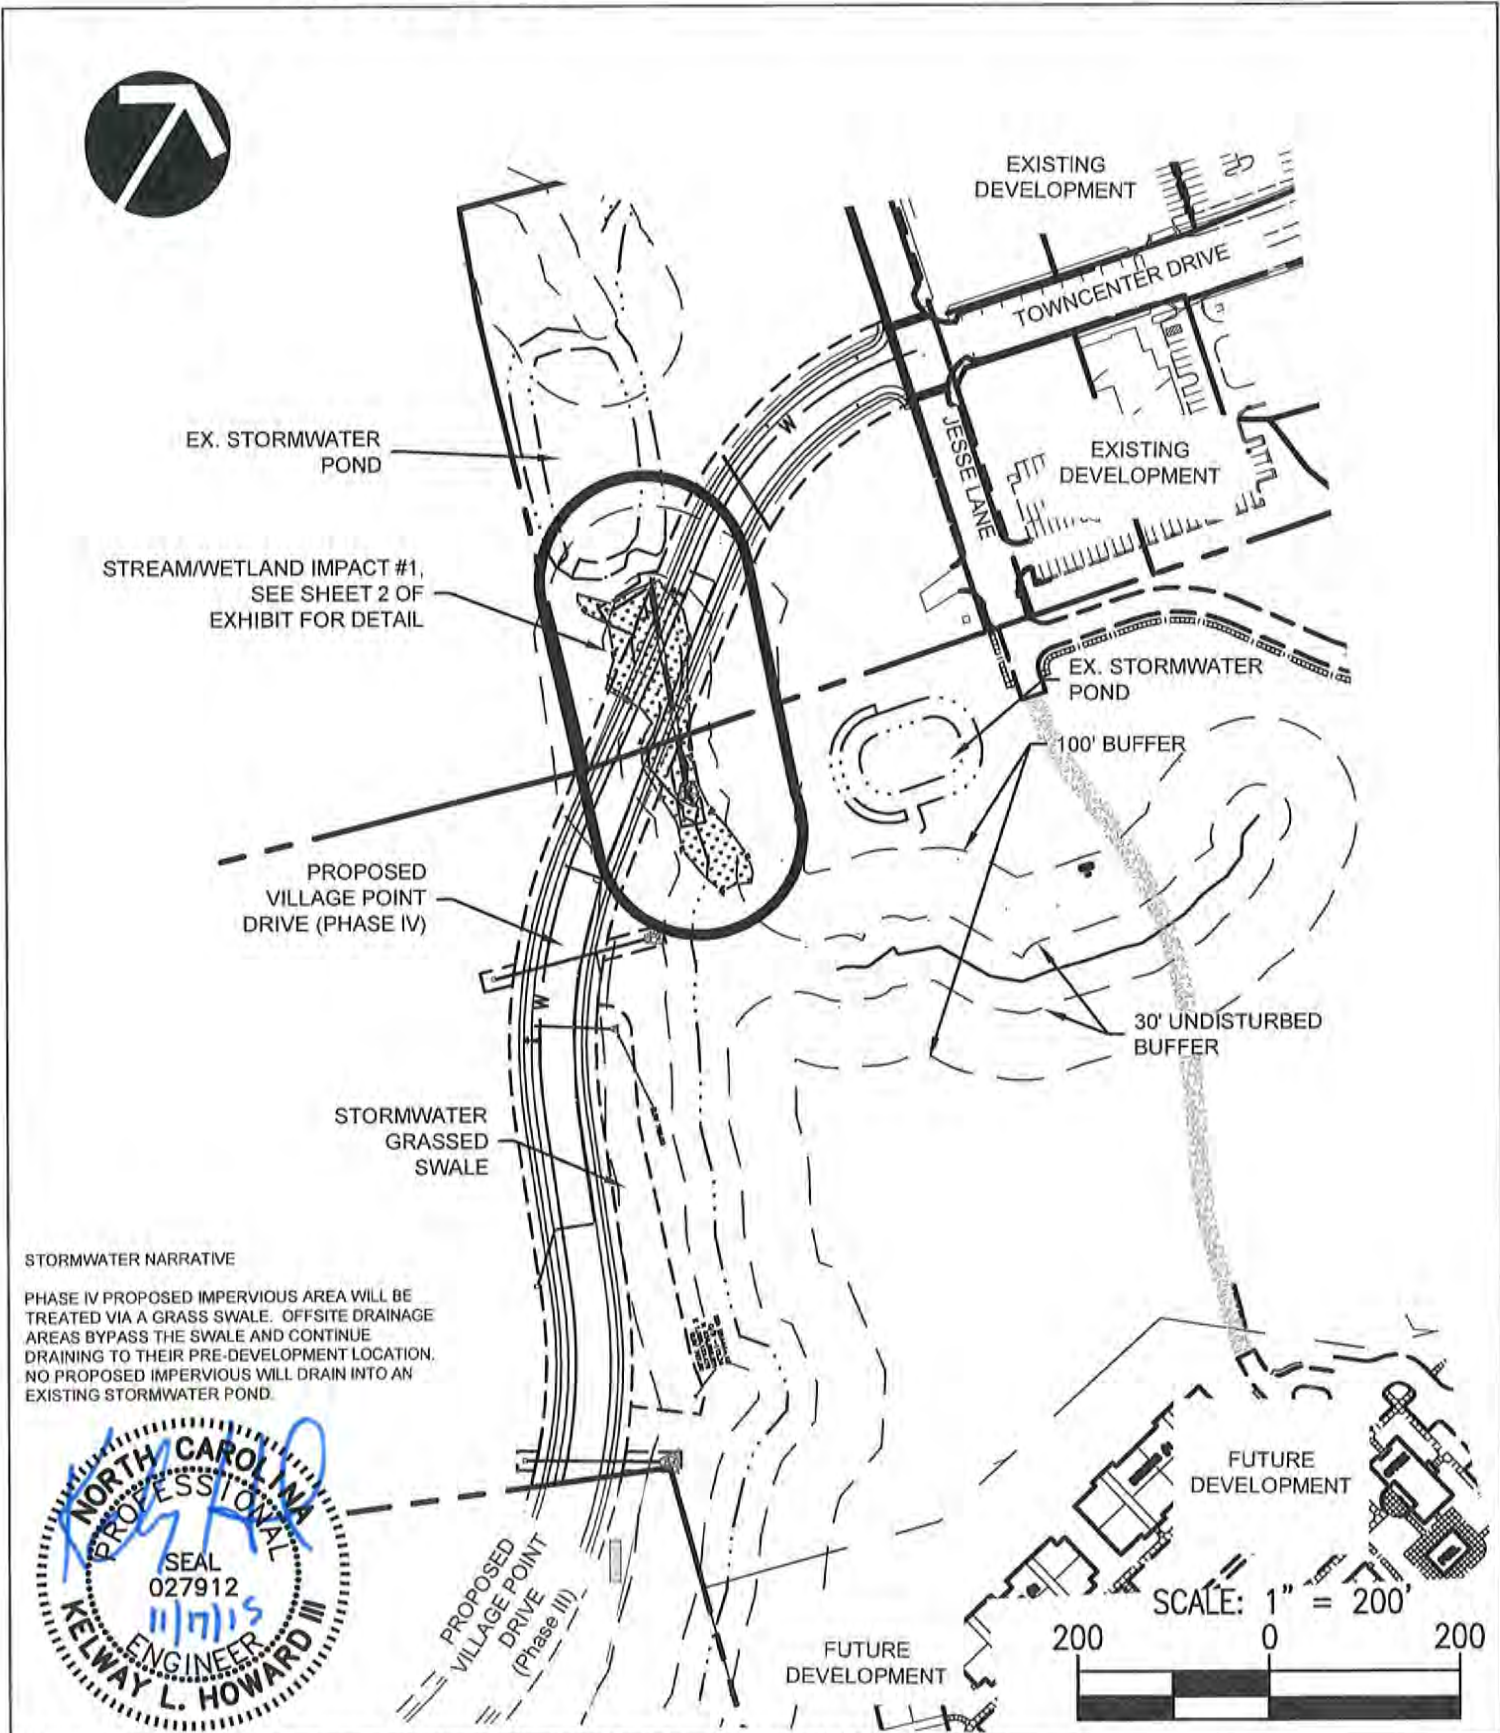 EXISTING
DEVELOPMENT
TOWNCENTER DRIVE
W
EX. STORMWATER
POND
JESSE LANE
EXISTING
DEVELOPMENT
STREAM/WETLAND IMPACT #1,
SEE SHEET 2 OF
EXHIBIT FOR DETAIL
EX. STORMWATER
POND
100' BUFFER
PROPOSED
VILLAGE POINT
DRIVE (PHASE IV)
W
30' UNDISTURBED
BUFFER
STORMWATER
GRASSED
SWALE
STORMWATER NARRATIVE
PHASE IV PROPOSED IMPERVIOUS AREA WILL BE
TREATED VIA A GRASS SWALE. OFFSITE DRAINAGE
AREAS BYPASS THE SWALE AND CONTINUE
DRAINING TO THEIR PRE-DEVELOPMENT LOCATION.
NO PROPOSED IMPERVIOUS WILL DRAIN INTO AN
EXISTING STORMWATER POND.
NORTH CAROLINA
PROFESSIONAL
SEAL
027912
11/17/15
ENGINEER
KELWAY L. HOWARD III
PROPOSED
VILLAGE POINT
DRIVE
(Phase III)
FUTURE
DEVELOPMENT
FUTURE
DEVELOPMENT
SCALE: 1" = 200'
200 0 200